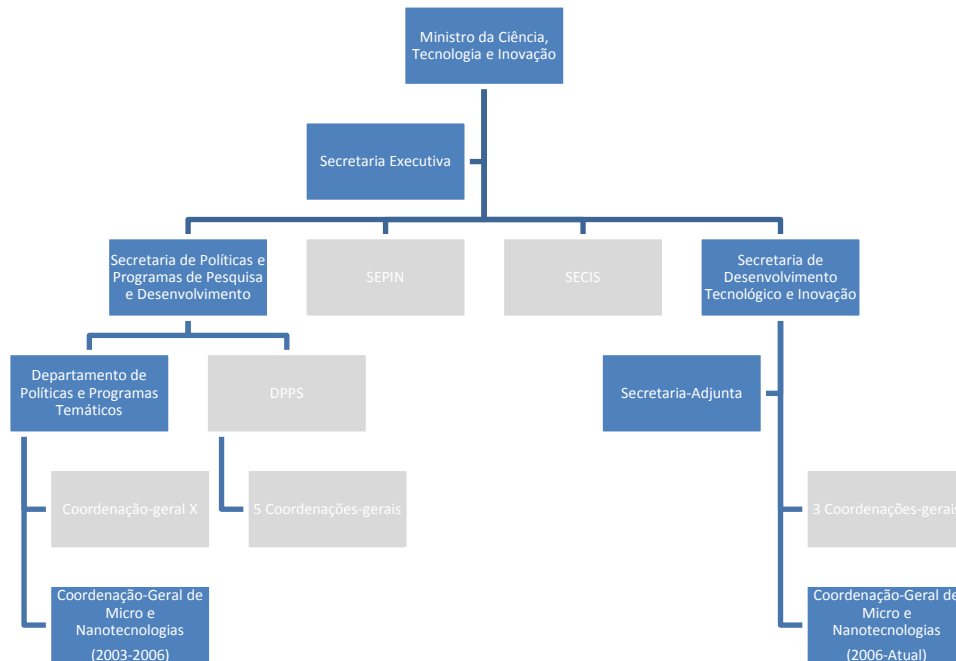 Ministro da Ciência,
Tecnologia e Inovação
Secretaria Executiva
Secretaria de Políticas e
Programas de Pesquisa
e Desenvolvimento
SEPIN
SECIS
Secretaria de
Desenvolvimento
Tecnológico e Inovação
Departamento de
Políticas e Programas
Temáticos
DPPS
Secretaria-Adjunta
Coordenação-geral X
5 Coordenações-gerais
3 Coordenações-gerais
Coordenação-Geral de
Micro e
Nanotecnologias
(2003-2006)
Coordenação-Geral de
Micro e
Nanotecnologias
(2006-Atual)